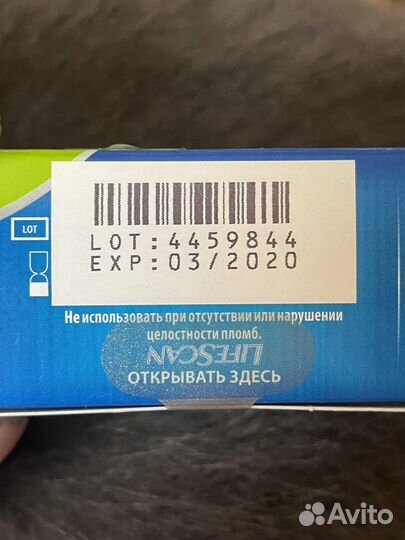 LOT
LOT:4459844
EXP:03/2020
Не использовать при отсутствии или нарушении
целостности пломб.
LIFESCAN
ОТКРЫВАТЬ ЗДЕСЬ
Avito